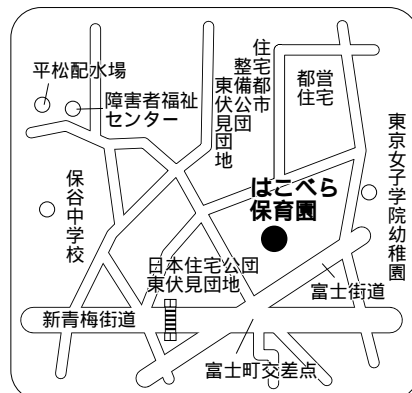 平松配水場
障害者福祉
センター
住宅都市
整備公団
東伏見団地
都営
住宅
東京女子学院幼稚園
保谷中学校
はこべら
保育園
日本住宅公団
東伏見団地
富士街道
新青梅街道
富士町交差点